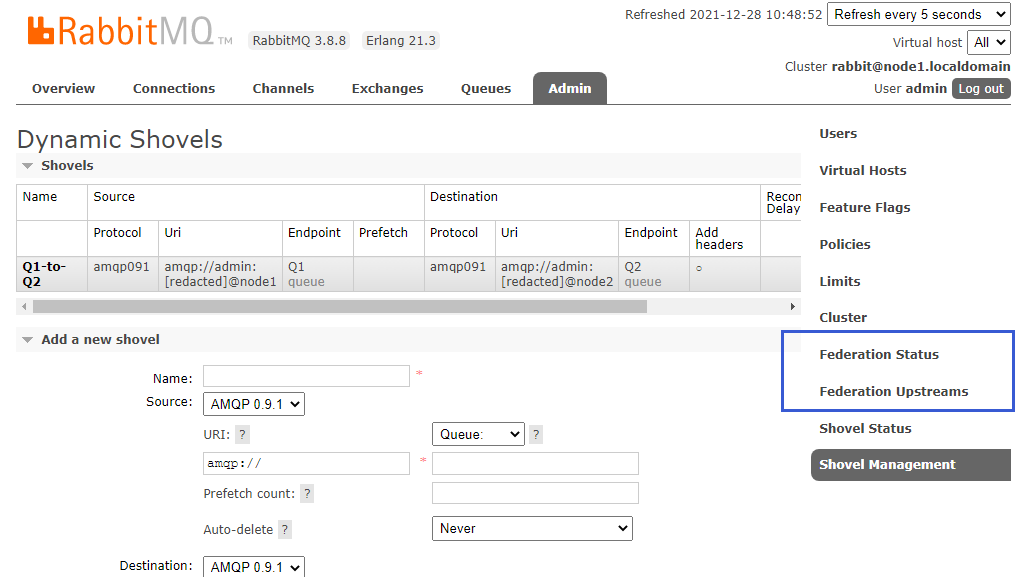 Refreshed 2021-12-28 10:48:52 Refresh every 5 seconds
RabbitMQ TM RabbitMQ 3.8.8 Erlang 21.3
Virtual host All
Cluster rabbit@node1.localdomain
User admin Log out
Overview Connections Channels Exchanges Queues Admin
Dynamic Shovels
Shovels
Name Source Destination Recon
Delay
Protocol Uri Endpoint Prefetch Protocol Uri Endpoint Add
headers
Q1-to- amqp091 amqp://admin: Q1 amqp091 amqp://admin: Q2 ○
Q2 [redacted]@node1 queue [redacted]@node2 queue
Add a new shovel
Name: *
Source: AMQP 0.9.1
URI: ? Queue: ?
amqp:// *
Prefetch count: ?
Auto-delete ? Never
Destination: AMQP 0.9.1
Users
Virtual Hosts
Feature Flags
Policies
Limits
Cluster
Federation Status
Federation Upstreams
Shovel Status
Shovel Management